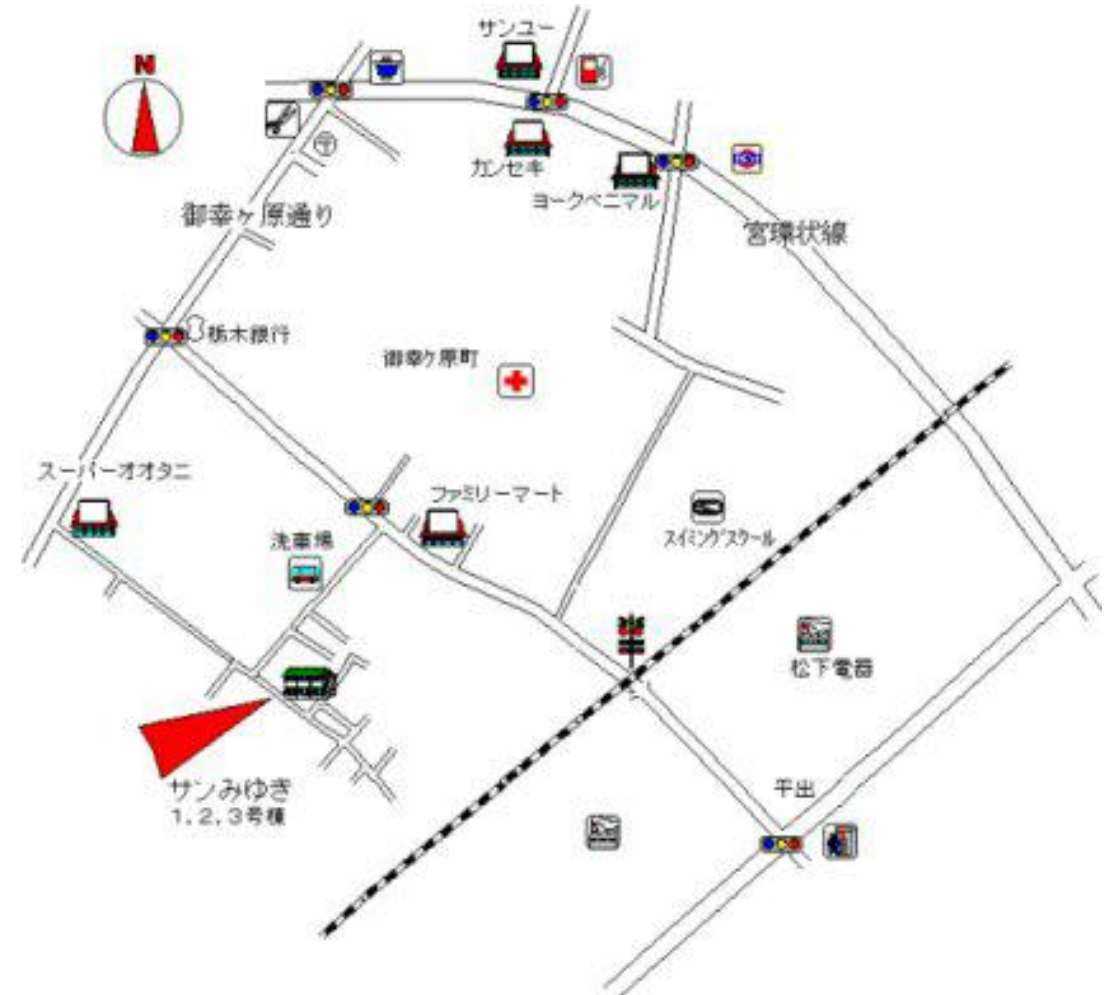 N
サンユー
カンセキ
ヨークベニマル
御幸ヶ原通り
宮環状線
栃木銀行
御幸ケ原町
スーパーオオタニ
ファミリーマート
洗車場
スイミングスクール
松下電器
サンみゆき
1,2,3号棟
平出